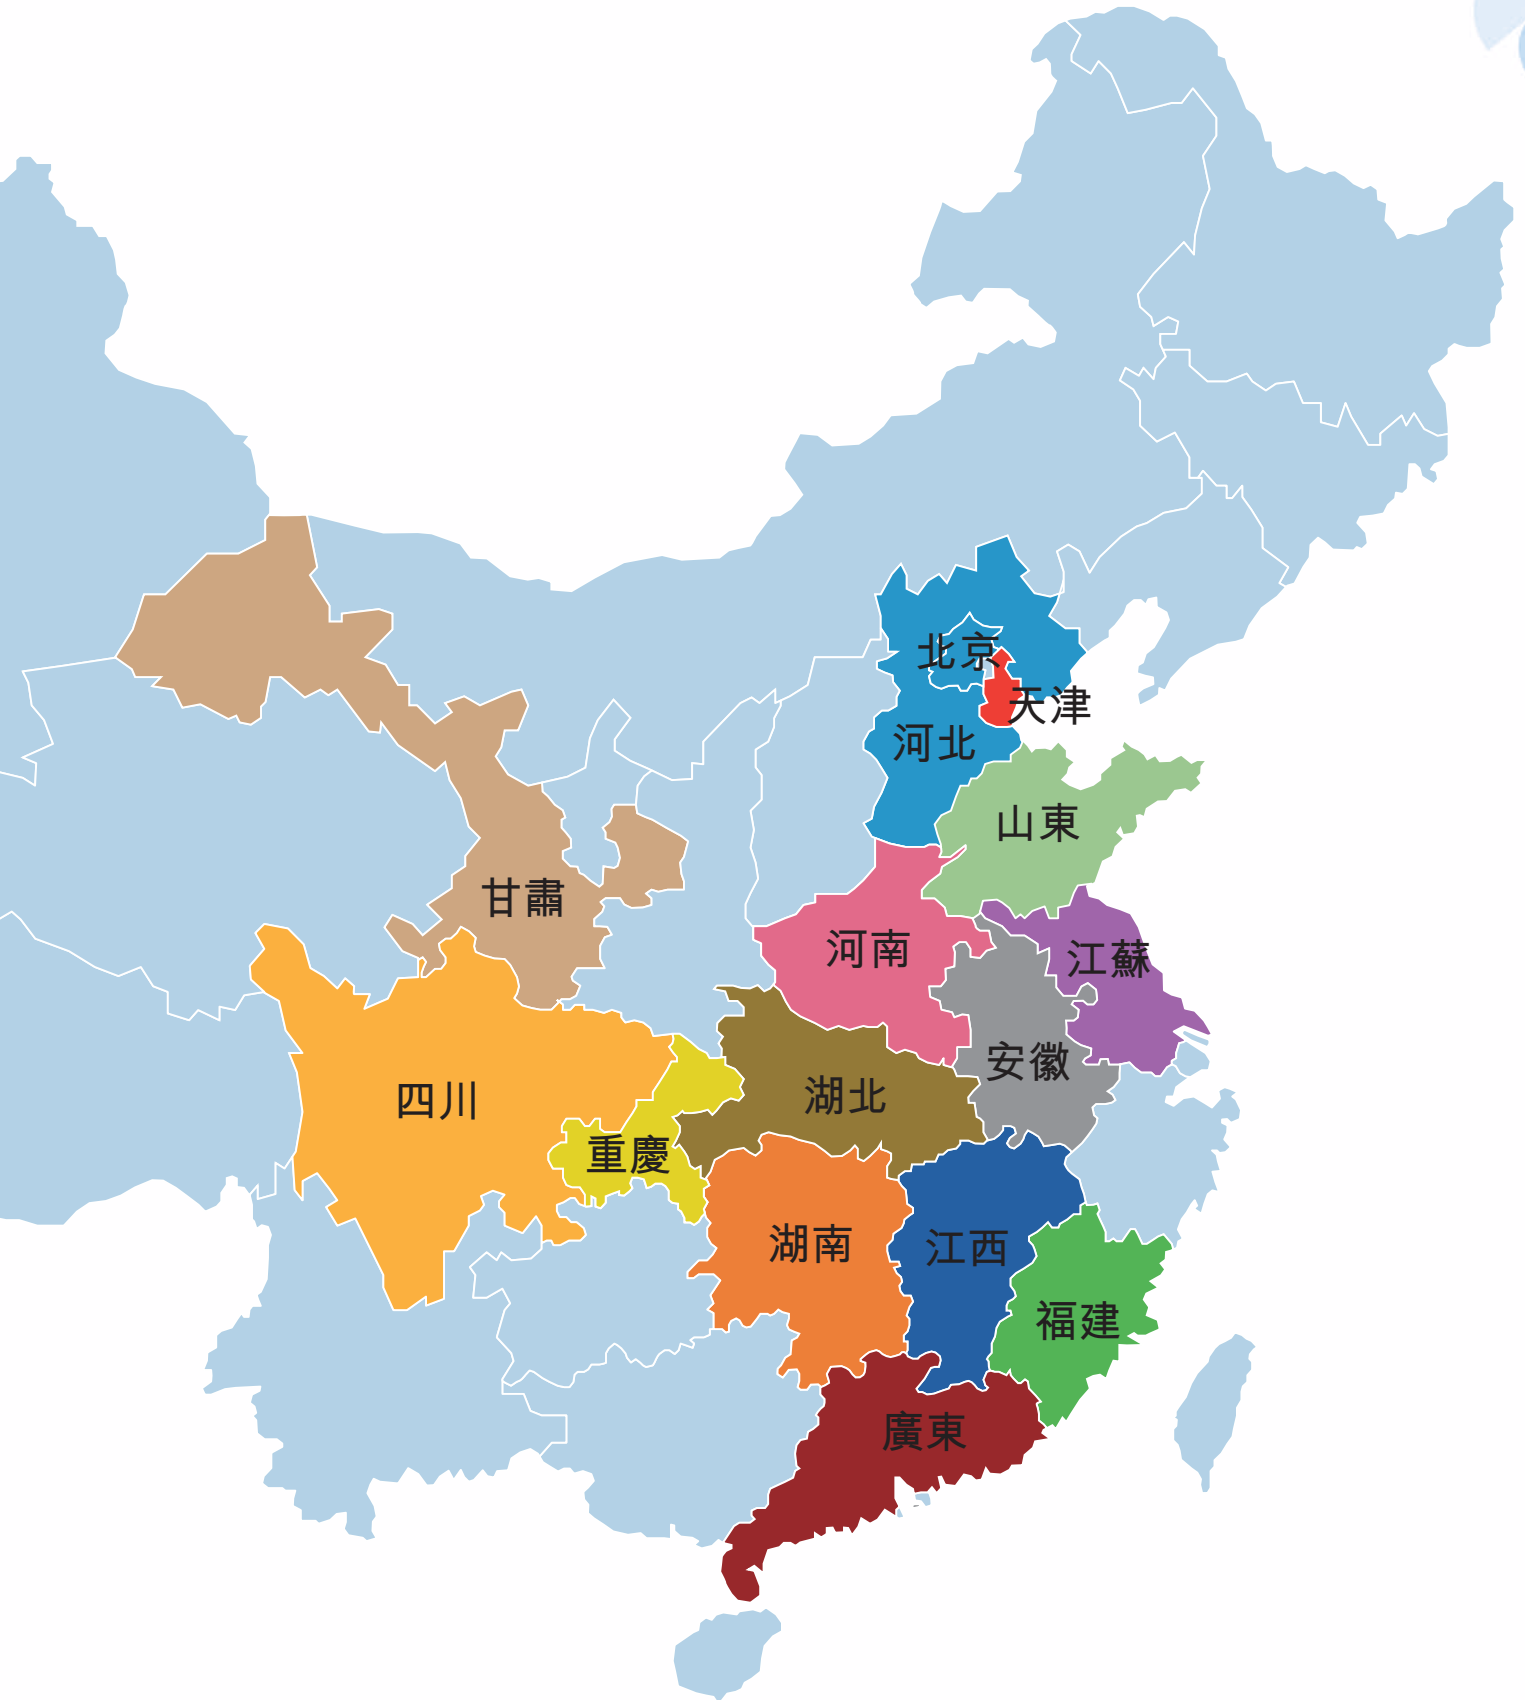 北京
天津
河北
山東
甘肅
河南
江蘇
安徽
湖北
四川
重慶
湖南
江西
福建
廣東